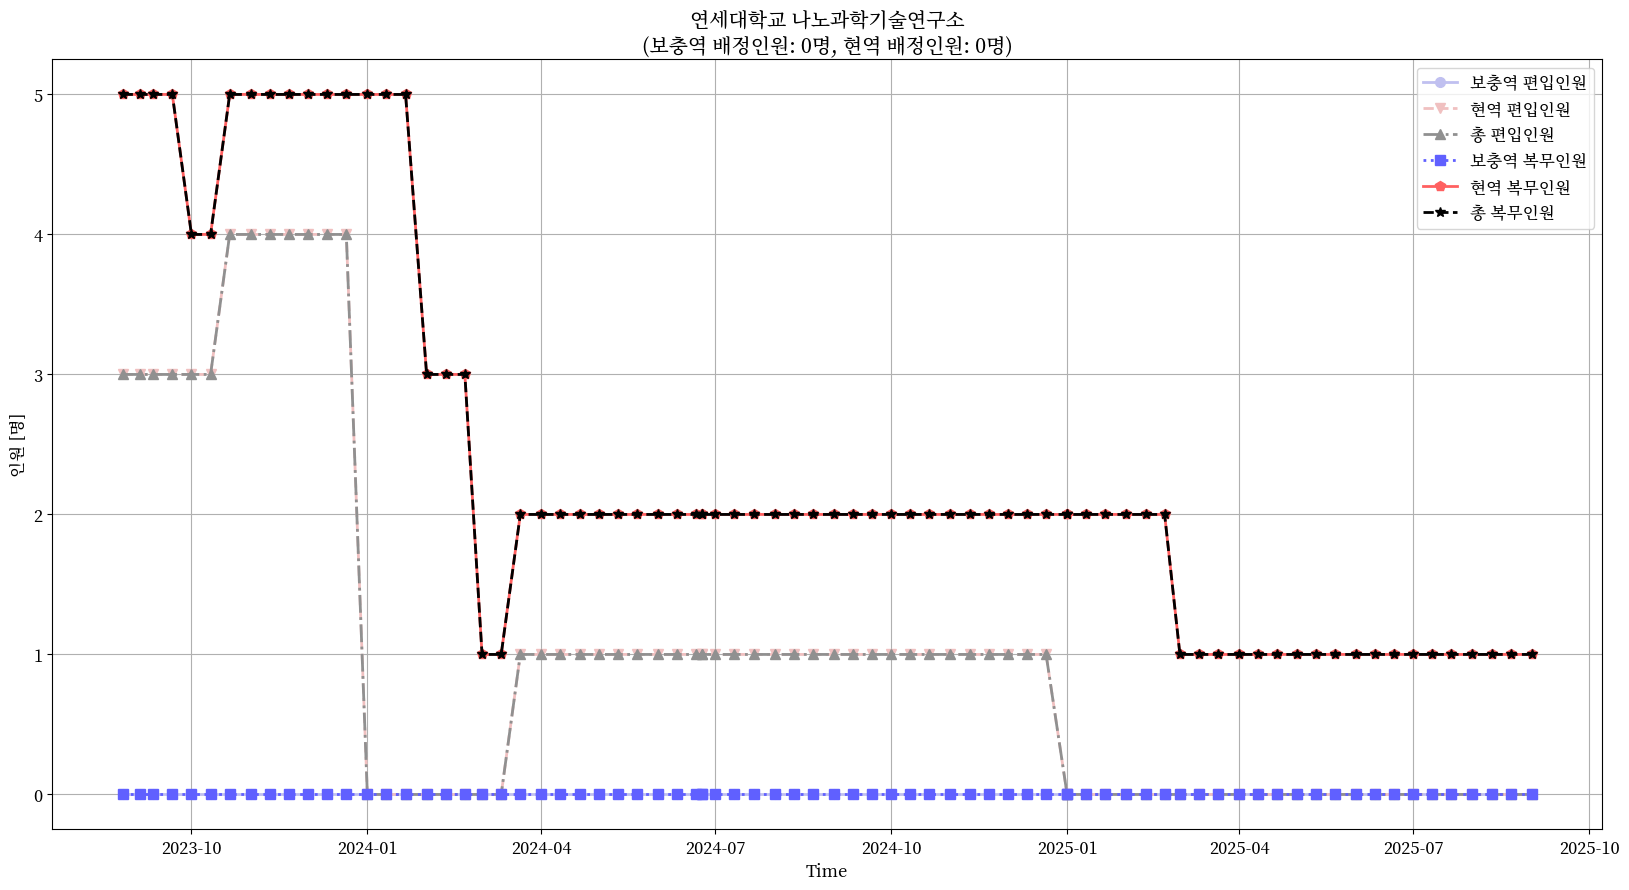 연세대학교 나노과학기술연구소
(보충역 배정인원: 0명, 현역 배정인원: 0명)
보충역 편입인원
현역 편입인원
총 편입인원
보충역 복무인원
현역 복무인원
총 복무인원
인원 [명]
5
4
3
2
1
0
2023-10
2024-01
2024-04
2024-07
2024-10
2025-01
2025-04
2025-07
2025-10
Time